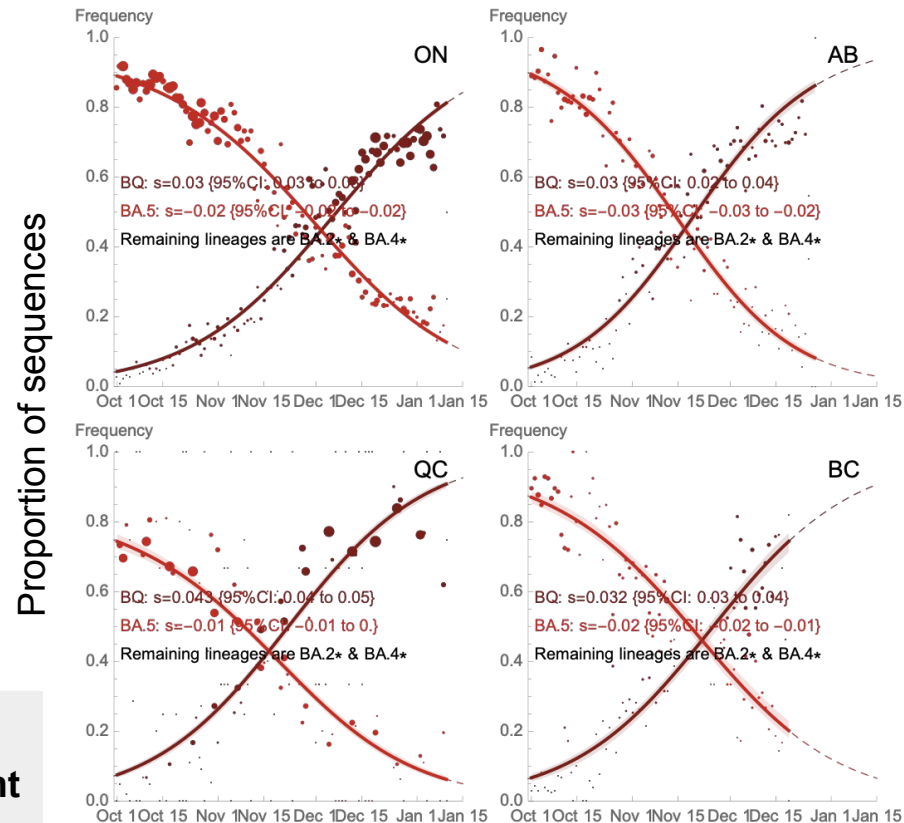 Proportion of sequences
nt
Frequency
ON
1.0
0.8
0.6
0.4
0.2
0.0
BQ: s=0.03 {95%CI: 0.03 to
BA.5: s=−0.02 {95%CI: to −0.02}
Remaining lineages are BA.2* & BA.4*
Oct 1 Oct 15 Nov 1 Nov 15 Dec 1 Dec 15 Jan 1 Jan 15
Frequency
AB
1.0
0.8
0.6
0.4
0.2
0.0
BQ: s=0.03 {95%CI: 0.02 to 0.04}
BA.5: s=−0.03 {95%CI: −0.03 to −0.02}
Remaining lineages are BA.2* & BA.4*
Oct 1 Oct 15 Nov 1 Nov 15 Dec 1 Dec 15 Jan 1 Jan 15
Frequency
QC
1.0
0.8
0.6
0.4
0.2
0.0
BQ: s=0.043 {95%CI: 0.04 to 0.05}
BA.5: s=−0.01 {95%CI: −0.01 to 0.}
Remaining lineages are BA.2* & BA.4*
Oct 1 Oct 15 Nov 1 Nov 15 Dec 1 Dec 15 Jan 1 Jan 15
Frequency
BC
1.0
0.8
0.6
0.4
0.2
0.0
BQ: s=0.032 {95%CI: 0.03 to 0.04}
BA.5: s=−0.02 {95%CI: −0.02 to −0.01}
Remaining lineages are BA.2* & BA.4*
Oct 1 Oct 15 Nov 1 Nov 15 Dec 1 Dec 15 Jan 1 Jan 15